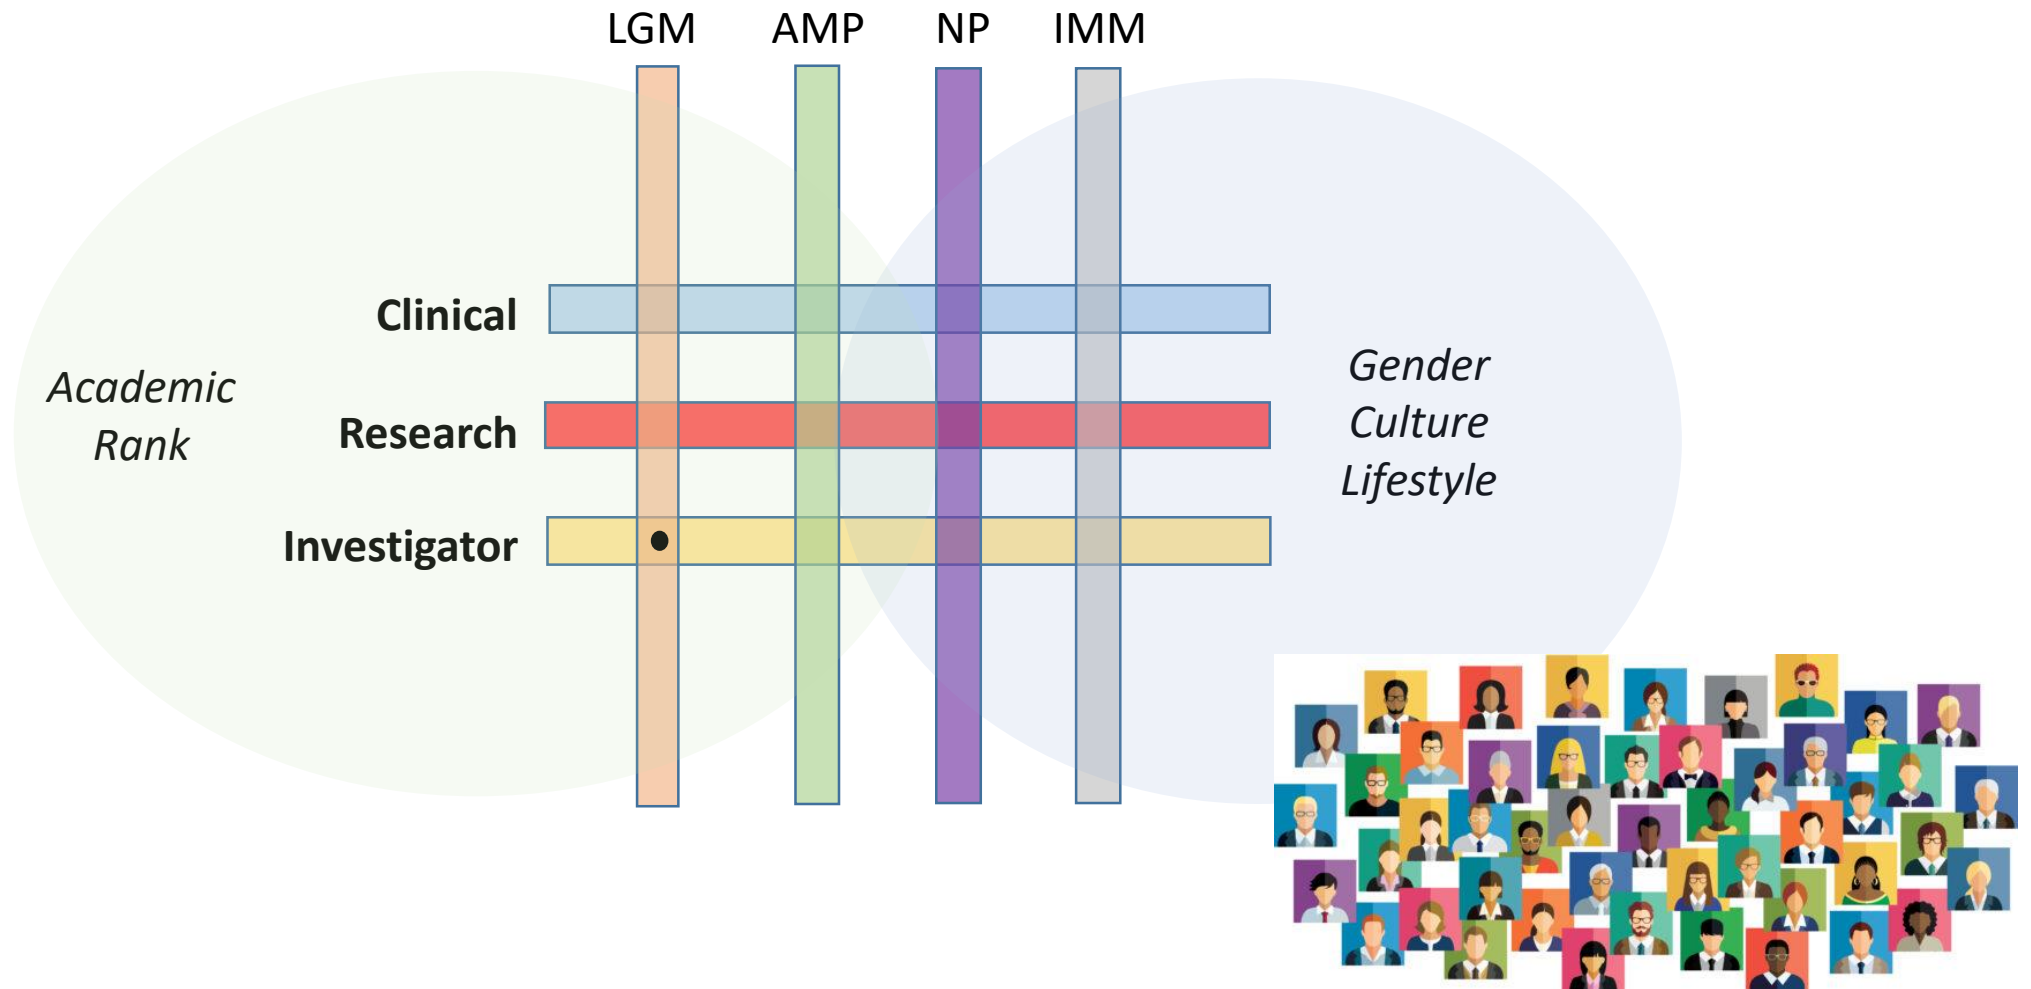 LGM AMP NP IMM
Clinical
Research
Investigator
Academic
Rank
Gender
Culture
Lifestyle